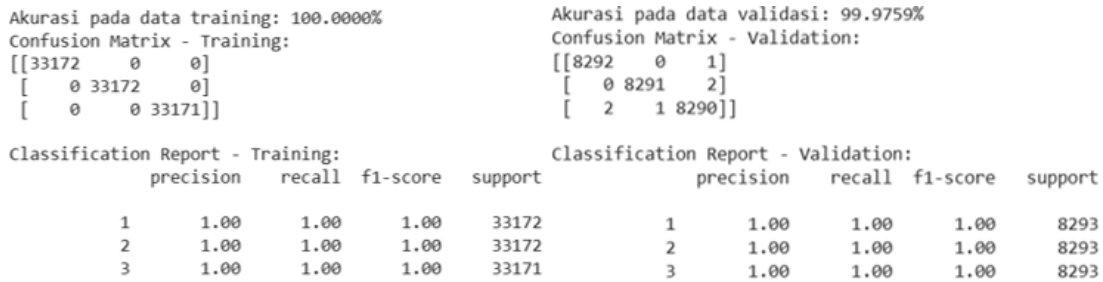 Akurasi pada data training: 100.0000%
Confusion Matrix - Training:
[[33172     0     0]
 [    0 33172     0]
 [    0     0 33171]]
Classification Report - Training:
precision    recall  f1-score   support
1       1.00      1.00      1.00     33172
2       1.00      1.00      1.00     33172
3       1.00      1.00      1.00     33171
Akurasi pada data validasi: 99.9759%
Confusion Matrix - Validation:
[[8292    0    1]
 [   0 8291    2]
 [   2    1 8290]]
Classification Report - Validation:
precision    recall  f1-score   support
1       1.00      1.00      1.00      8293
2       1.00      1.00      1.00      8293
3       1.00      1.00      1.00      8293